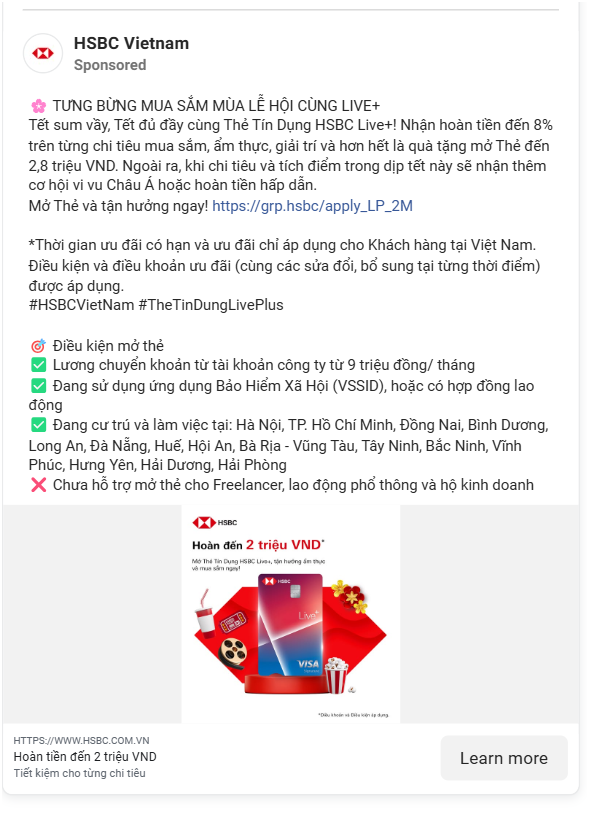 HSBC Vietnam
Sponsored
🌸 TƯNG BỪNG MUA SẮM MÙA LỄ HỘI CÙNG LIVE+
Tết sum vầy, Tết đủ đầy cùng Thẻ Tín Dụng HSBC Live+! Nhận hoàn tiền đến 8%
trên từng chi tiêu mua sắm, ẩm thực, giải trí và hơn hết là quà tặng mở Thẻ đến
2,8 triệu VND. Ngoài ra, khi chi tiêu và tích điểm trong dịp tết này sẽ nhận thêm
cơ hội vi vu Châu Á hoặc hoàn tiền hấp dẫn.
Mở Thẻ và tận hưởng ngay! https://grp.hsbc/apply_LP_2M
*Thời gian ưu đãi có hạn và ưu đãi chỉ áp dụng cho Khách hàng tại Việt Nam.
Điều kiện và điều khoản ưu đãi (cùng các sửa đổi, bổ sung tại từng thời điểm)
được áp dụng.
#HSBCVietNam #TheTinDungLivePlus
🎯 Điều kiện mở thẻ
✅ Lương chuyển khoản từ tài khoản công ty từ 9 triệu đồng/ tháng
✅ Đang sử dụng ứng dụng Bảo Hiểm Xã Hội (VSSID), hoặc có hợp đồng lao
động
✅ Đang cư trú và làm việc tại: Hà Nội, TP. Hồ Chí Minh, Đồng Nai, Bình Dương,
Long An, Đà Nẵng, Huế, Hội An, Bà Rịa - Vũng Tàu, Tây Ninh, Bắc Ninh, Vĩnh
Phúc, Hưng Yên, Hải Dương, Hải Phòng
❌ Chưa hỗ trợ mở thẻ cho Freelancer, lao động phổ thông và hộ kinh doanh
HSBC
Hoàn đến 2 triệu VND*
Mở Thẻ Tín Dụng HSBC Live+, tận hưởng ẩm thực
và mua sắm ngay!
HSBC
Live+
VISA
*Điều khoản và Điều kiện áp dụng.
HTTPS://WWW.HSBC.COM.VN
Hoàn tiền đến 2 triệu VND
Tiết kiệm cho từng chi tiêu
Learn more